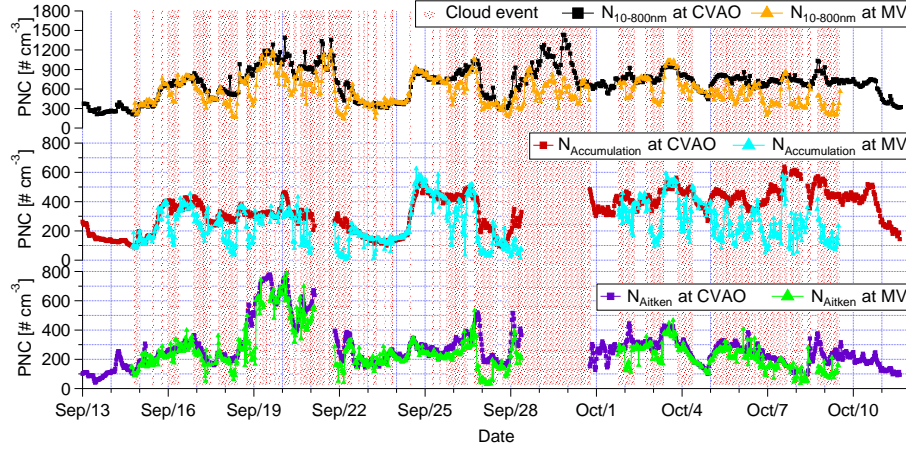 Cloud event N10-800nm at CVAO N10-800nm at MV
1800
1500
1200
900
600
300
0
PNC [# cm-3]
NAccumulation at CVAO NAccumulation at MV
800
600
400
200
0
PNC [# cm-3]
NAitken at CVAO NAitken at MV
800
600
400
200
0
PNC [# cm-3]
Sep/13 Sep/16 Sep/19 Sep/22 Sep/25 Sep/28 Oct/1 Oct/4 Oct/7 Oct/10
Date